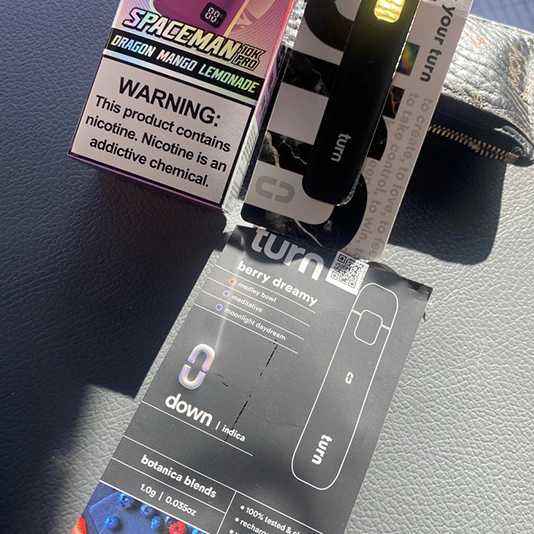 SPACEMAN 10K PRO
DRAGON MANGO LEMONADE
WARNING:
This product contains
nicotine. Nicotine is an
addictive chemical.
turn
your turn
to create, to love, to
to take control, to win,
turn
berry dreamy
medley bowl
meditative
moonlight daydream
down | indica
botanica blends
1.0g | 0.035oz
turn
• 100% tested &